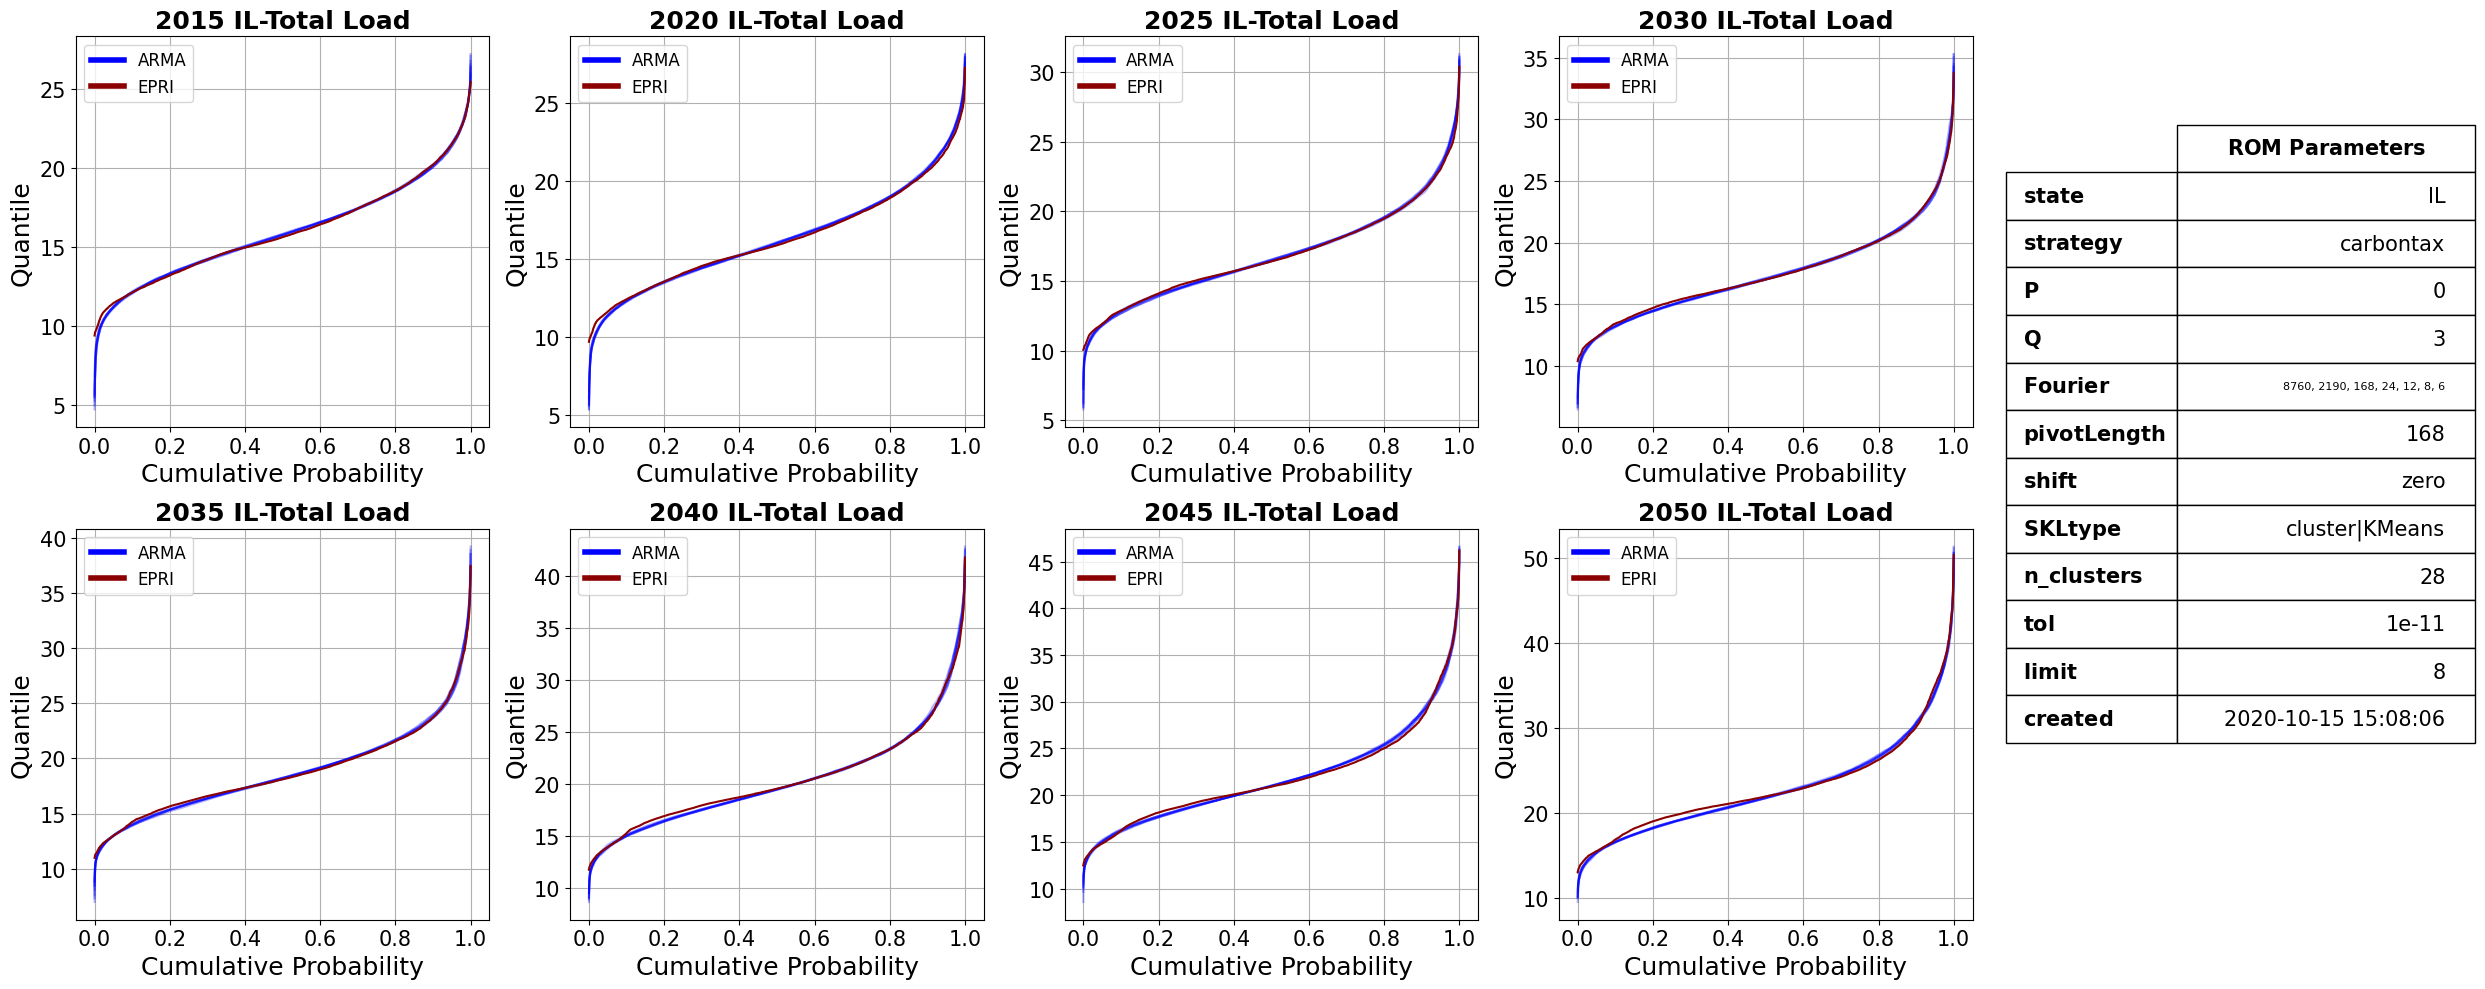 2015 IL-Total Load
ARMA
EPRI
25
20
15
10
5
0.0 0.2 0.4 0.6 0.8 1.0
Quantile
Cumulative Probability
2020 IL-Total Load
ARMA
EPRI
25
20
15
10
5
0.0 0.2 0.4 0.6 0.8 1.0
Quantile
Cumulative Probability
2025 IL-Total Load
ARMA
EPRI
30
25
20
15
10
5
0.0 0.2 0.4 0.6 0.8 1.0
Quantile
Cumulative Probability
2030 IL-Total Load
ARMA
EPRI
35
30
25
20
15
10
0.0 0.2 0.4 0.6 0.8 1.0
Quantile
Cumulative Probability
2035 IL-Total Load
ARMA
EPRI
40
35
30
25
20
15
10
0.0 0.2 0.4 0.6 0.8 1.0
Quantile
Cumulative Probability
2040 IL-Total Load
ARMA
EPRI
40
35
30
25
20
15
10
0.0 0.2 0.4 0.6 0.8 1.0
Quantile
Cumulative Probability
2045 IL-Total Load
ARMA
EPRI
45
40
35
30
25
20
15
10
0.0 0.2 0.4 0.6 0.8 1.0
Quantile
Cumulative Probability
2050 IL-Total Load
ARMA
EPRI
50
40
30
20
10
0.0 0.2 0.4 0.6 0.8 1.0
Quantile
Cumulative Probability
ROM Parameters
state IL
strategy carbontax
P 0
Q 3
Fourier 8760, 2190, 168, 24, 12, 8, 6
pivotLength 168
shift zero
SKLtype cluster|KMeans
n_clusters 28
tol 1e-11
limit 8
created 2020-10-15 15:08:06